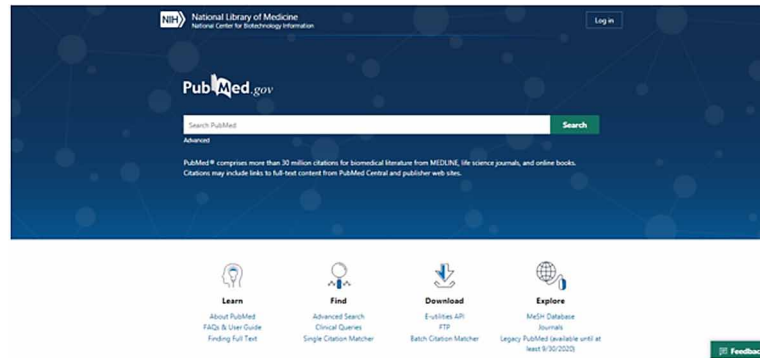 NIH National Library of Medicine
National Center for Biotechnology Information
Log in
PubMed.gov
Search PubMed
Search
Advanced
PubMed® comprises more than 30 million citations for biomedical literature from MEDLINE, life science journals, and online books.
Citations may include links to full-text content from PubMed Central and publisher web sites.
Learn
About PubMed
FAQs & User Guide
Finding Full Text
Find
Advanced Search
Clinical Queries
Single Citation Matcher
Download
E-utilities API
FTP
Batch Citation Matcher
Explore
MeSH Database
Journals
Legacy PubMed (available until at
least 9/30/2020)
Feedbac